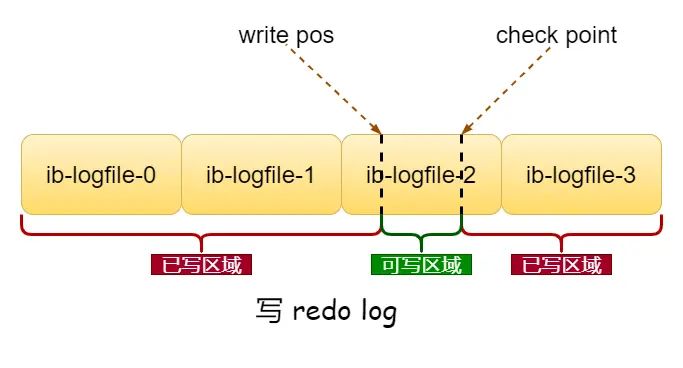 write pos
check point
ib-logfile-0
ib-logfile-1
ib-logfile-2
ib-logfile-3
已写区域
可写区域
已写区域
写 redo log